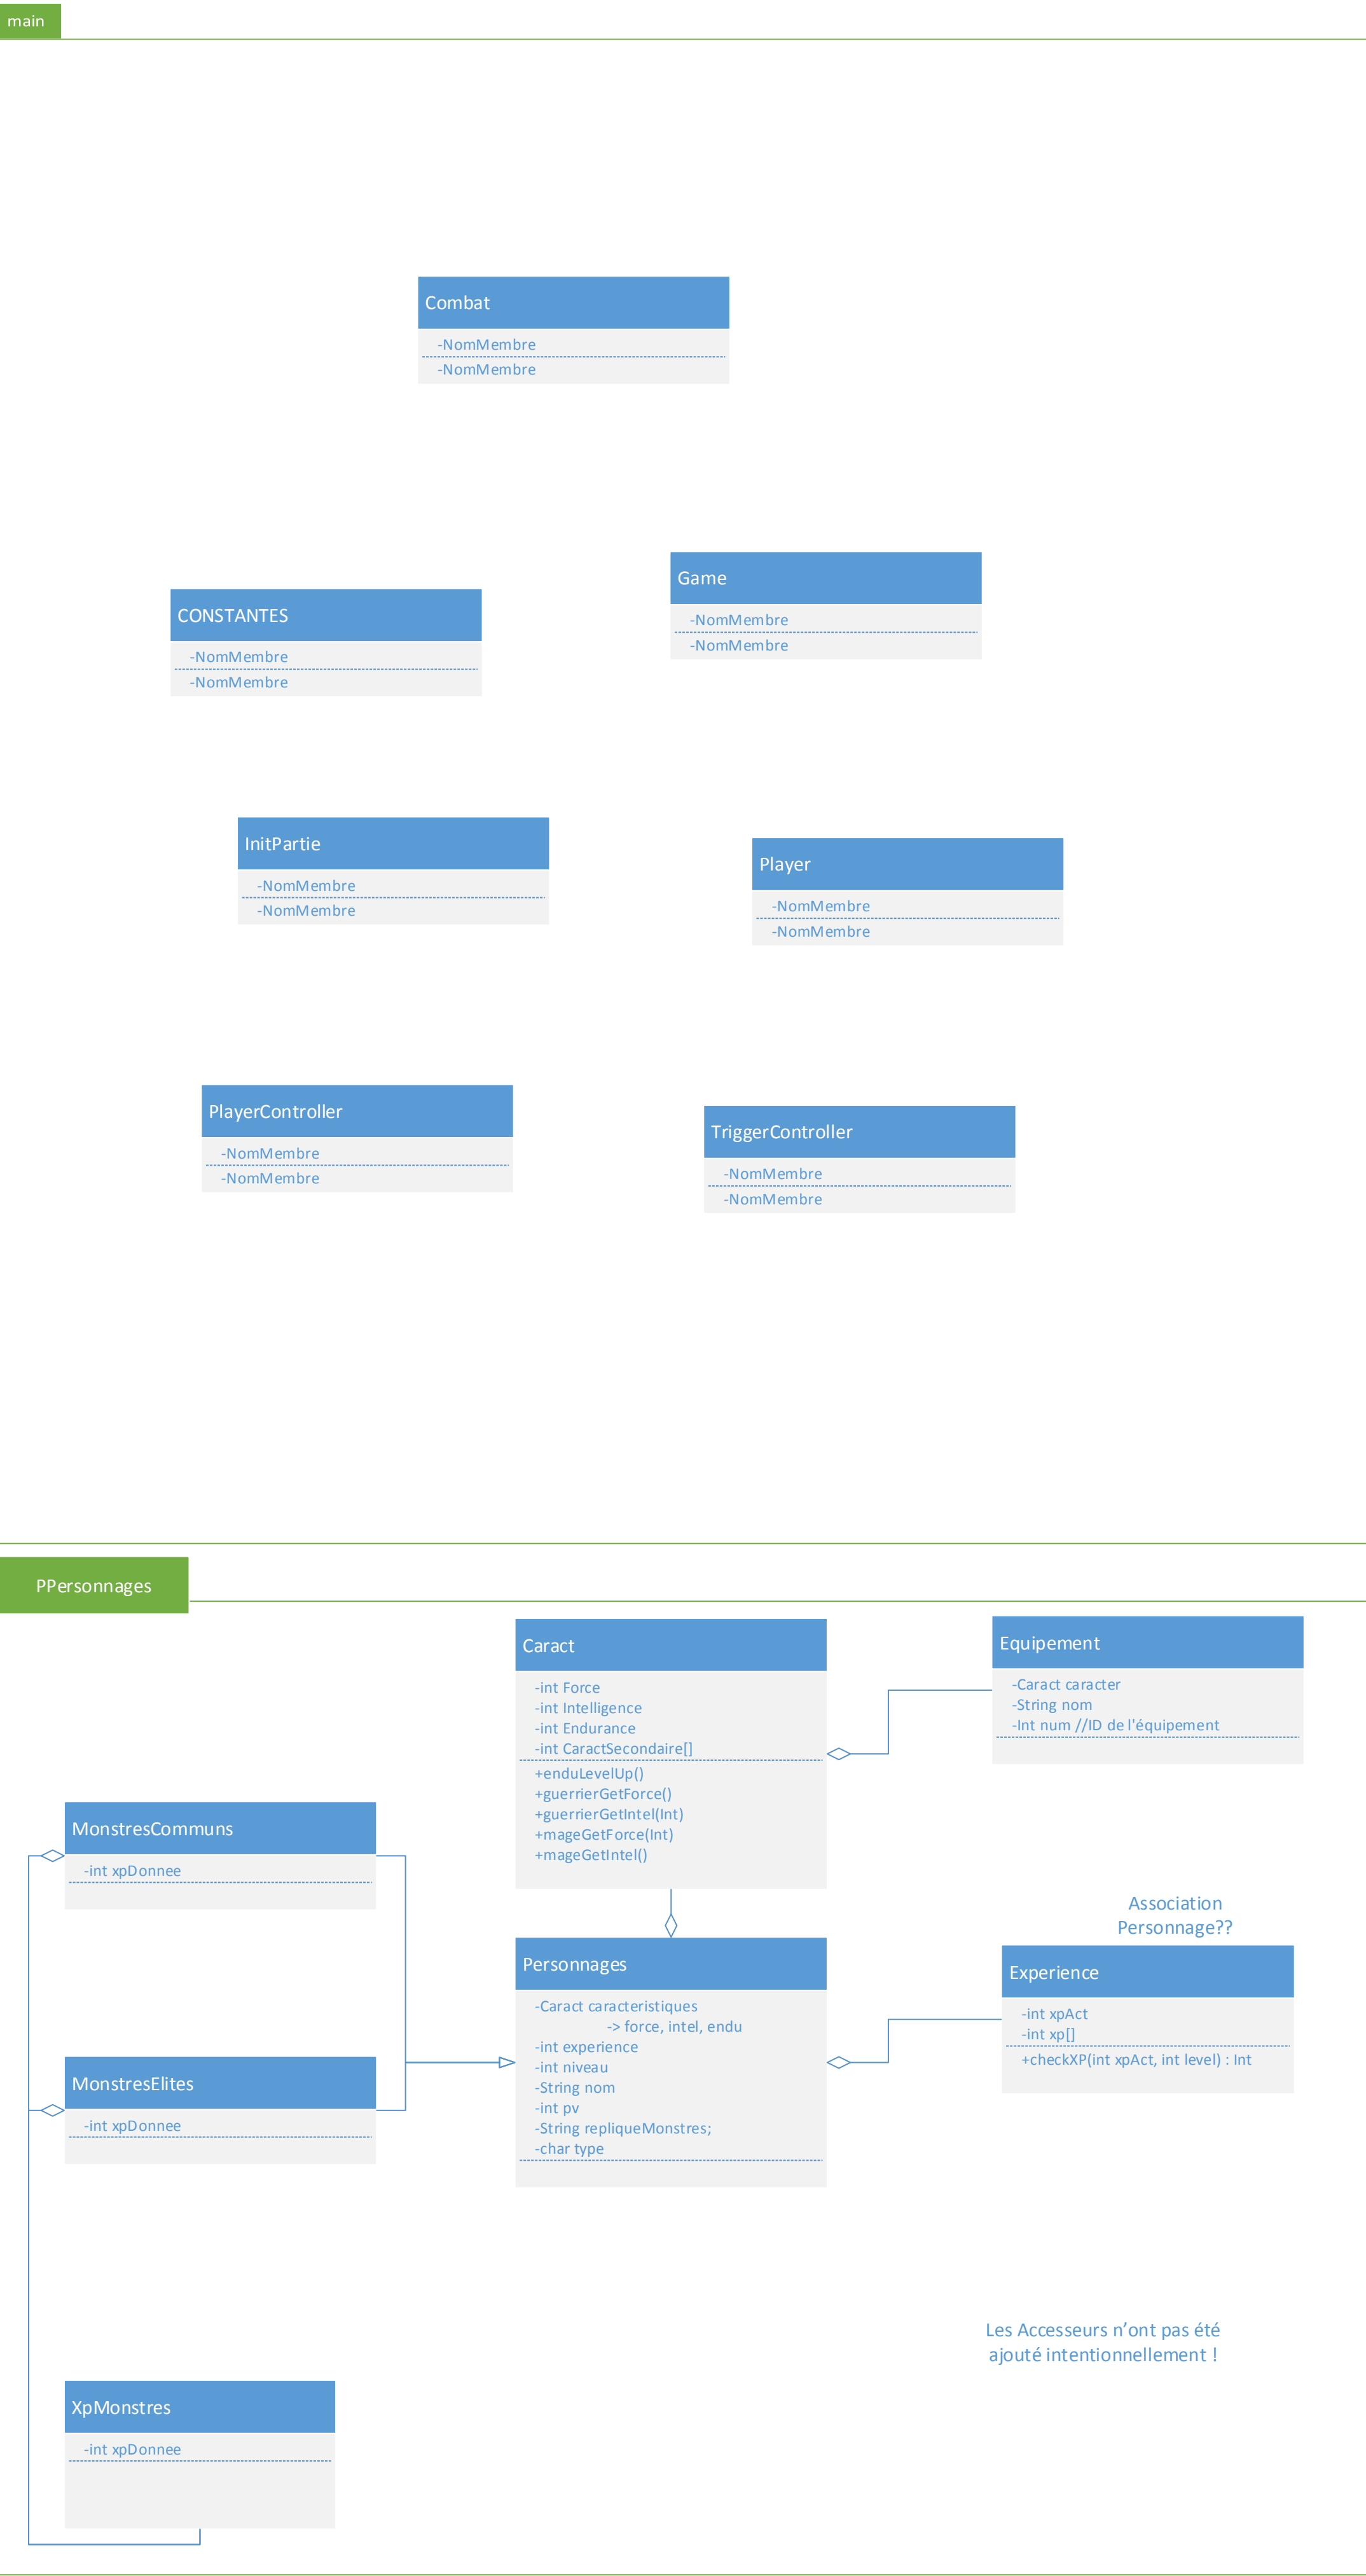 main
Combat
-NomMembre
-NomMembre
Game
-NomMembre
-NomMembre
CONSTANTES
-NomMembre
-NomMembre
InitPartie
-NomMembre
-NomMembre
Player
-NomMembre
-NomMembre
PlayerController
-NomMembre
-NomMembre
TriggerController
-NomMembre
-NomMembre
PPersonnages
Caract
-int Force
-int Intelligence
-int Endurance
-int CaractSecondaire[]
+enduLevelUp()
+guerrierGetForce()
+guerrierGetIntel(Int)
+mageGetForce(Int)
+mageGetIntel()
Equipement
-Caract caracter
-String nom
-Int num //ID de l'équipement
MonstresCommuns
-int xpDonnee
Association
Personnage??
Personnages
-Caract caracteristiques
-> force, intel, endu
-int experience
-int niveau
-String nom
-int pv
-String repliqueMonstres;
-char type
Experience
-int xpAct
-int xp[]
+checkXP(int xpAct, int level) : Int
MonstresElites
-int xpDonnee
Les Accesseurs n’ont pas été
ajouté intentionnellement !
XpMonstres
-int xpDonnee